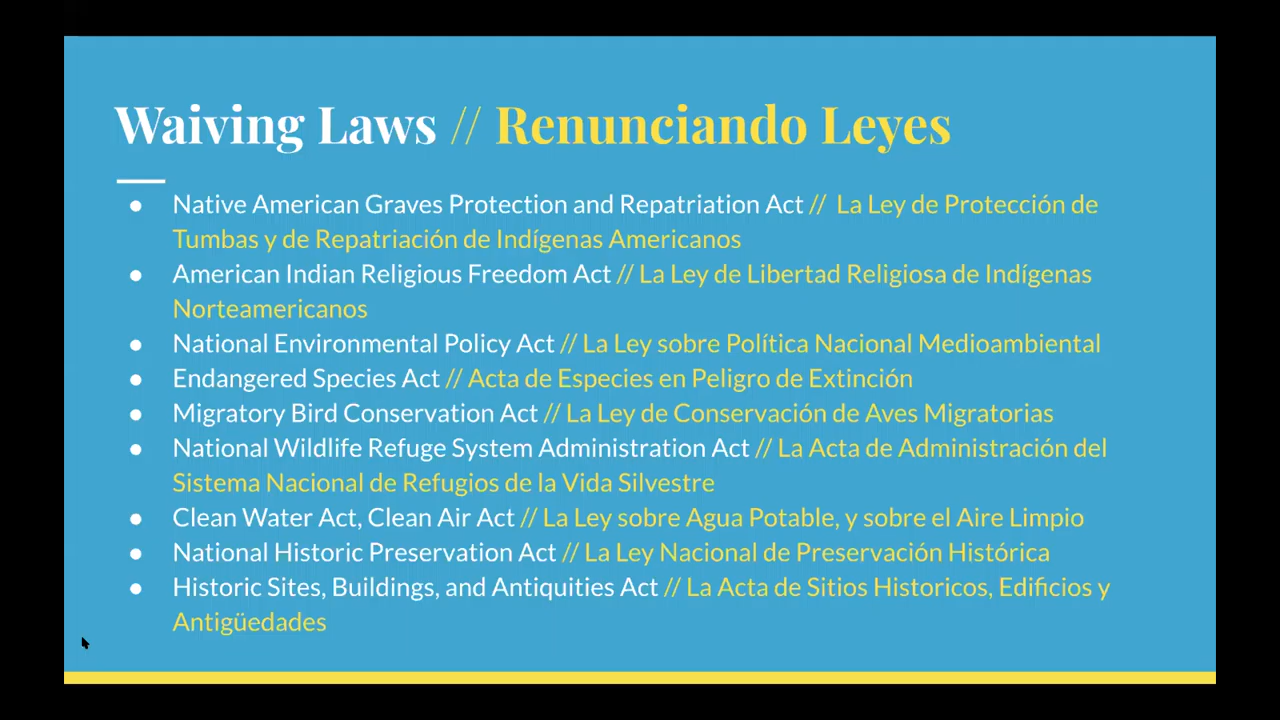 Waiving Laws // Renunciando Leyes
● Native American Graves Protection and Repatriation Act // La Ley de Protección de
Tumbas y de Repatriación de Indígenas Americanos
● American Indian Religious Freedom Act // La Ley de Libertad Religiosa de Indígenas
Norteamericanos
● National Environmental Policy Act // La Ley sobre Política Nacional Medioambiental
● Endangered Species Act // Acta de Especies en Peligro de Extinción
● Migratory Bird Conservation Act // La Ley de Conservación de Aves Migratorias
● National Wildlife Refuge System Administration Act // La Acta de Administración del
Sistema Nacional de Refugios de la Vida Silvestre
● Clean Water Act, Clean Air Act // La Ley sobre Agua Potable, y sobre el Aire Limpio
● National Historic Preservation Act // La Ley Nacional de Preservación Histórica
● Historic Sites, Buildings, and Antiquities Act // La Acta de Sitios Historicos, Edificios y
Antigüedades